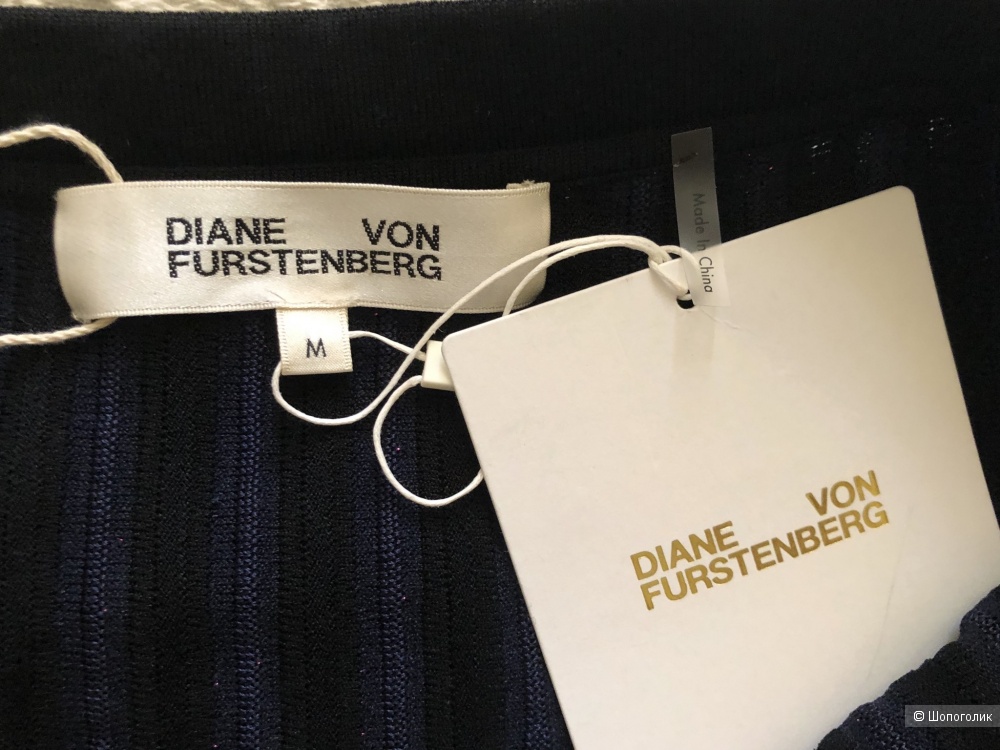 DIANE VON
FURSTENBERG
M
Made In China
DIANE VON
FURSTENBERG
© Шопоголик